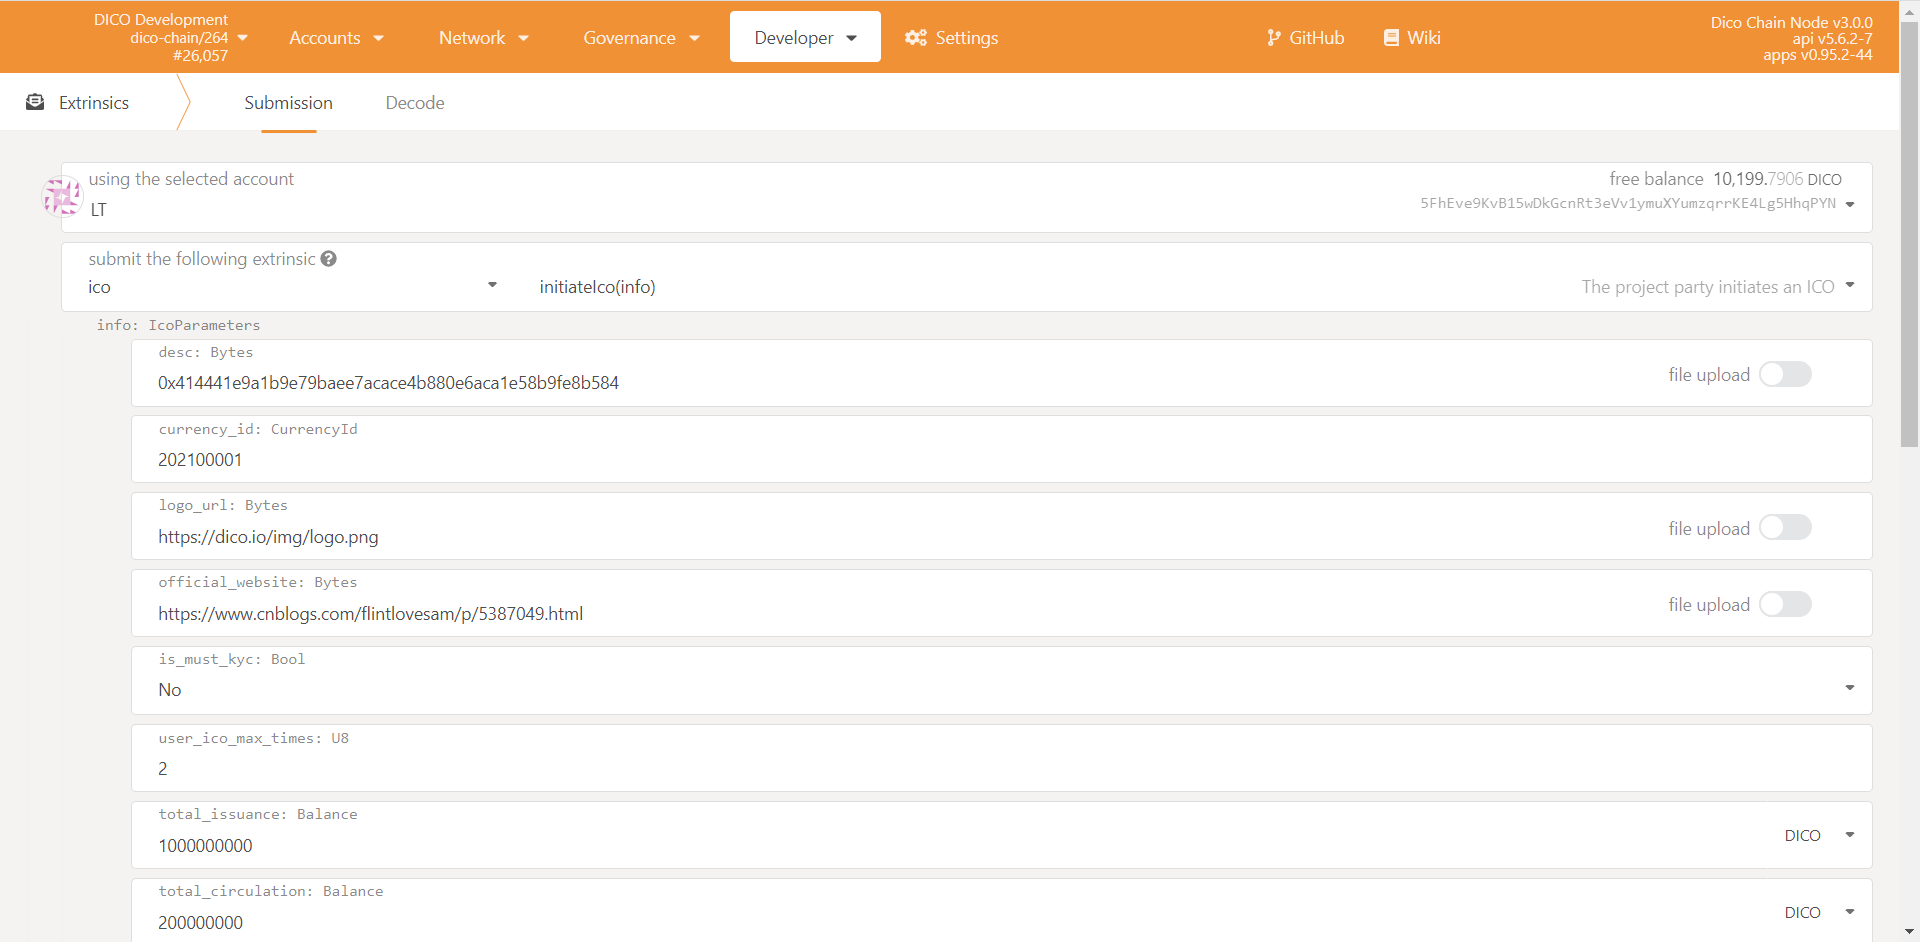 DICO Development
dico-chain/264
#26,057
Accounts
Network
Governance
Developer
Settings
GitHub
Wiki
Dico Chain Node v3.0.0
api v5.6.2-7
apps v0.95.2-44
Extrinsics
Submission
Decode
using the selected account
LT
free balance 10,199.7906 DICO
5FhEve9KvB15wDkGcnRt3eVv1ymuXYumzqrrKE4Lg5HhqPYN
submit the following extrinsic
ico
initiateIco(info)
The project party initiates an ICO
info: IcoParameters
desc: Bytes
0x414441e9a1b9e79baee7acace4b880e6aca1e58b9fe8b584
file upload
currency_id: CurrencyId
202100001
logo_url: Bytes
https://dico.io/img/logo.png
file upload
official_website: Bytes
https://www.cnblogs.com/flintlovesam/p/5387049.html
file upload
is_must_kyc: Bool
No
user_ico_max_times: U8
2
total_issuance: Balance
1000000000
DICO
total_circulation: Balance
200000000
DICO